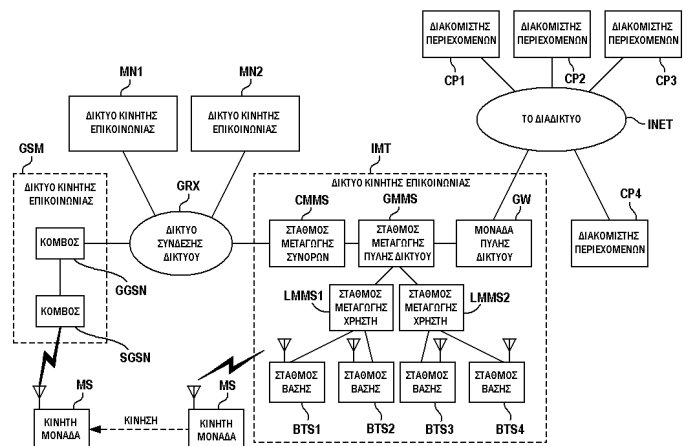 ΔΙΑΚΟΜΙΣΤΗΣ
ΠΕΡΙΕΧΟΜΕΝΩΝ
ΔΙΑΚΟΜΙΣΤΗΣ
ΠΕΡΙΕΧΟΜΕΝΩΝ
ΔΙΑΚΟΜΙΣΤΗΣ
ΠΕΡΙΕΧΟΜΕΝΩΝ
CP1
CP2
CP3
MN1
MN2
ΔΙΚΤΥΟ ΚΙΝΗΤΗΣ
ΕΠΙΚΟΙΝΩΝΙΑΣ
ΔΙΚΤΥΟ ΚΙΝΗΤΗΣ
ΕΠΙΚΟΙΝΩΝΙΑΣ
ΤΟ ΔΙΑΔΙΚΤΥΟ
INET
GSM
ΔΙΚΤΥΟ ΚΙΝΗΤΗΣ
ΕΠΙΚΟΙΝΩΝΙΑΣ
GRX
IMT
ΔΙΚΤΥΟ ΚΙΝΗΤΗΣ ΕΠΙΚΟΙΝΩΝΙΑΣ
CMMS
GMMS
GW
CP4
ΚΟΜΒΟΣ
GGSN
ΔΙΚΤΥΟ
ΣΥΝΔΕΣΗΣ
ΔΙΚΤΥΟΥ
ΣΤΑΘΜΟΣ
ΜΕΤΑΓΩΓΗΣ
ΣΥΝΟΡΩΝ
ΣΤΑΘΜΟΣ
ΜΕΤΑΓΩΓΗΣ
ΠΥΛΗΣ ΔΙΚΤΥΟΥ
ΜΟΝΑΔΑ
ΠΥΛΗΣ
ΔΙΚΤΥΟΥ
ΔΙΑΚΟΜΙΣΤΗΣ
ΠΕΡΙΕΧΟΜΕΝΩΝ
ΚΟΜΒΟΣ
SGSN
LMMS1
ΣΤΑΘΜΟΣ
ΜΕΤΑΓΩΓΗΣ
ΧΡΗΣΤΗ
ΣΤΑΘΜΟΣ
ΜΕΤΑΓΩΓΗΣ
ΧΡΗΣΤΗ
LMMS2
ΣΤΑΘΜΟΣ
ΒΑΣΗΣ
ΣΤΑΘΜΟΣ
ΒΑΣΗΣ
ΣΤΑΘΜΟΣ
ΒΑΣΗΣ
ΣΤΑΘΜΟΣ
ΒΑΣΗΣ
BTS1
BTS2
BTS3
BTS4
MS
ΚΙΝΗΤΗ
ΜΟΝΑΔΑ
ΚΙΝΗΣΗ
MS
ΚΙΝΗΤΗ
ΜΟΝΑΔΑ